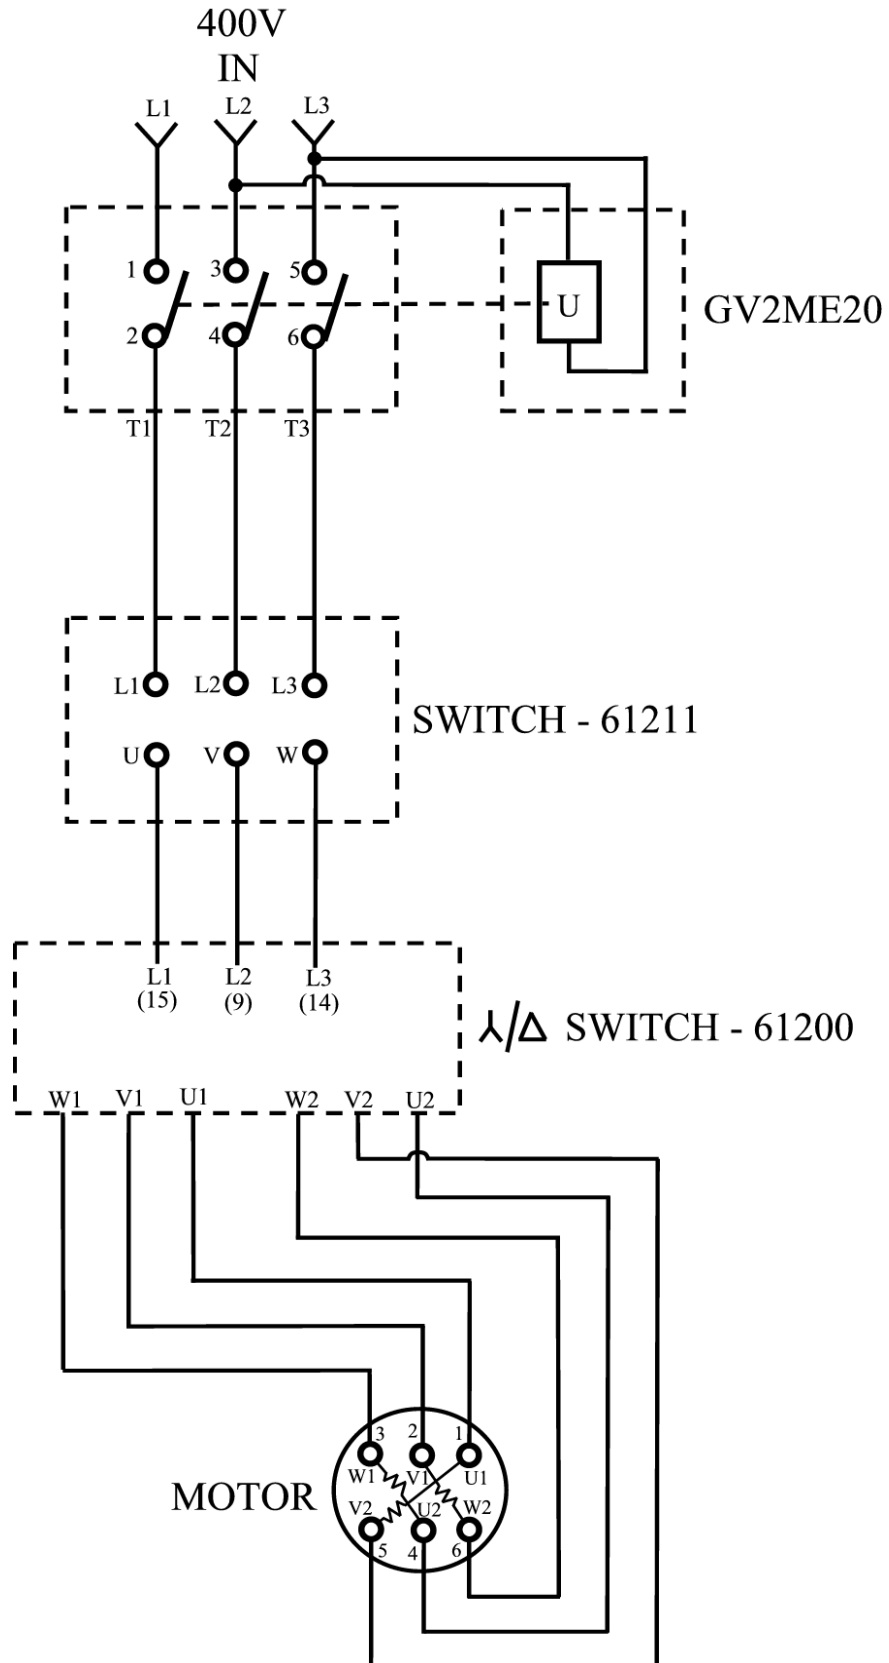 400V
IN
L1 L2 L3
1 3 5
2 4 6
U
GV2ME20
T1 T2 T3
L1 L2 L3
SWITCH - 61211
U V W
L1 L2 L3
(15) (9) (14)
⅄/Δ SWITCH - 61200
W1 V1 U1 W2 V2 U2
3 2 1
W1 V1 U1
MOTOR
V2 U2 W2
5 4 6